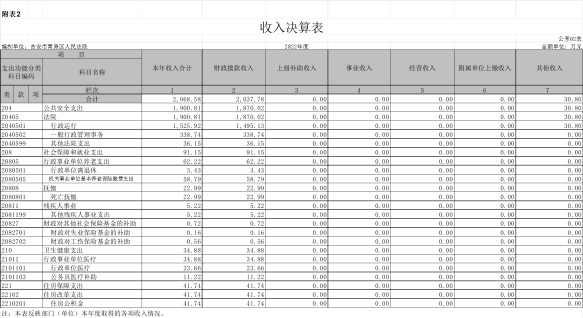 附表2
收入决算表
公开02表
编制单位：吉安市青原区人民法院 2022年度 金额单位：万元
项 目 本年收入合计 财政拨款收入 上级补助收入 事业收入 经营收入 附属单位上缴收入 其他收入
支出功能分类科目编码 科目名称
类 款 项 栏次 1 2 3 4 5 6 7
合计 2,068.58 2,037.78 0.00 0.00 0.00 0.00 30.80
204 公共安全支出 1,900.81 1,870.02 0.00 0.00 0.00 0.00 30.80
20405 法院 1,900.81 1,870.02 0.00 0.00 0.00 0.00 30.80
2040501 行政运行 1,525.92 1,495.13 0.00 0.00 0.00 0.00 30.80
2040502 一般行政管理事务 338.74 338.74 0.00 0.00 0.00 0.00 0.00
2040599 其他法院支出 36.15 36.15 0.00 0.00 0.00 0.00 0.00
208 社会保障和就业支出 91.15 91.15 0.00 0.00 0.00 0.00 0.00
20805 行政事业单位养老支出 62.22 62.22 0.00 0.00 0.00 0.00 0.00
2080501 行政单位离退休 3.43 3.43 0.00 0.00 0.00 0.00 0.00
2080505 机关事业单位基本养老保险缴费支出 58.79 58.79 0.00 0.00 0.00 0.00 0.00
20808 抚恤 22.99 22.99 0.00 0.00 0.00 0.00 0.00
2080801 死亡抚恤 22.99 22.99 0.00 0.00 0.00 0.00 0.00
20811 残疾人事业 5.22 5.22 0.00 0.00 0.00 0.00 0.00
2081199 其他残疾人事业支出 5.22 5.22 0.00 0.00 0.00 0.00 0.00
20827 财政对其他社会保险基金的补助 0.72 0.72 0.00 0.00 0.00 0.00 0.00
2082701 财政对失业保险基金的补助 0.16 0.16 0.00 0.00 0.00 0.00 0.00
2082702 财政对工伤保险基金的补助 0.56 0.56 0.00 0.00 0.00 0.00 0.00
210 卫生健康支出 34.88 34.88 0.00 0.00 0.00 0.00 0.00
21011 行政事业单位医疗 34.88 34.88 0.00 0.00 0.00 0.00 0.00
2101101 行政单位医疗 23.66 23.66 0.00 0.00 0.00 0.00 0.00
2101103 公务员医疗补助 11.22 11.22 0.00 0.00 0.00 0.00 0.00
221 住房保障支出 41.74 41.74 0.00 0.00 0.00 0.00 0.00
22102 住房改革支出 41.74 41.74 0.00 0.00 0.00 0.00 0.00
2210201 住房公积金 41.74 41.74 0.00 0.00 0.00 0.00 0.00
注：本表反映部门（单位）本年度取得的各项收入情况。